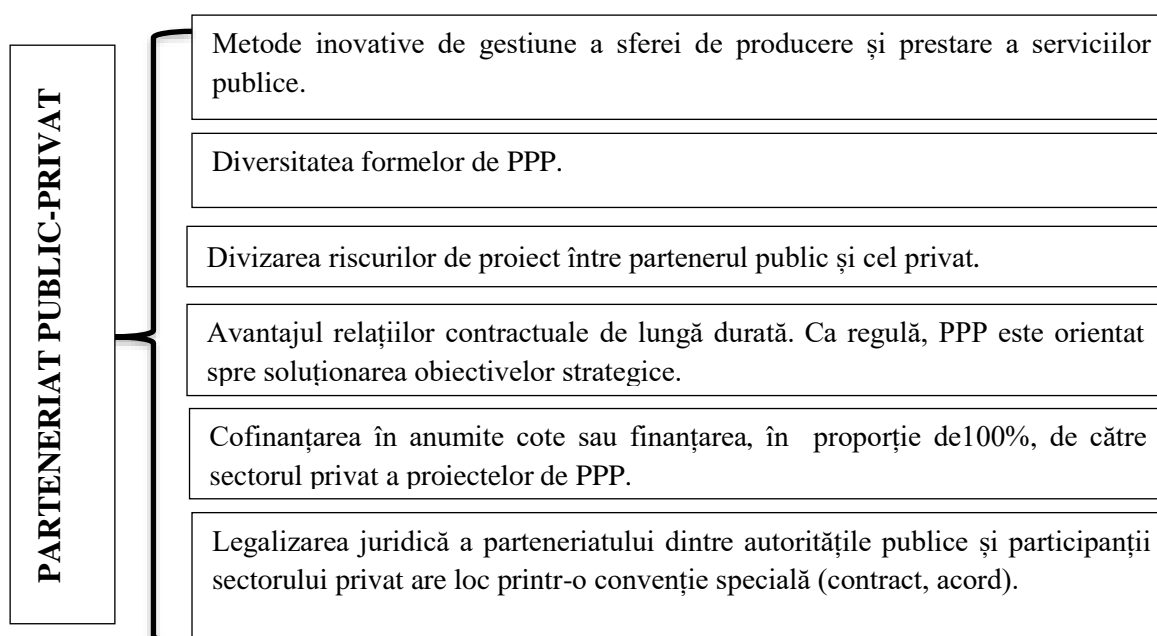 PARTENERIAT PUBLIC-PRIVAT
Metode inovative de gestiune a sferei de producere și prestare a serviciilor
publice.
Diversitatea formelor de PPP.
Divizarea riscurilor de proiect între partenerul public și cel privat.
Avantajul relațiilor contractuale de lungă durată. Ca regulă, PPP este orientat
spre soluționarea obiectivelor strategice.
Cofinanțarea în anumite cote sau finanțarea, în proporție de100%, de către
sectorul privat a proiectelor de PPP.
Legalizarea juridică a parteneriatului dintre autoritățile publice și participanții
sectorului privat are loc printr-o convenție specială (contract, acord).